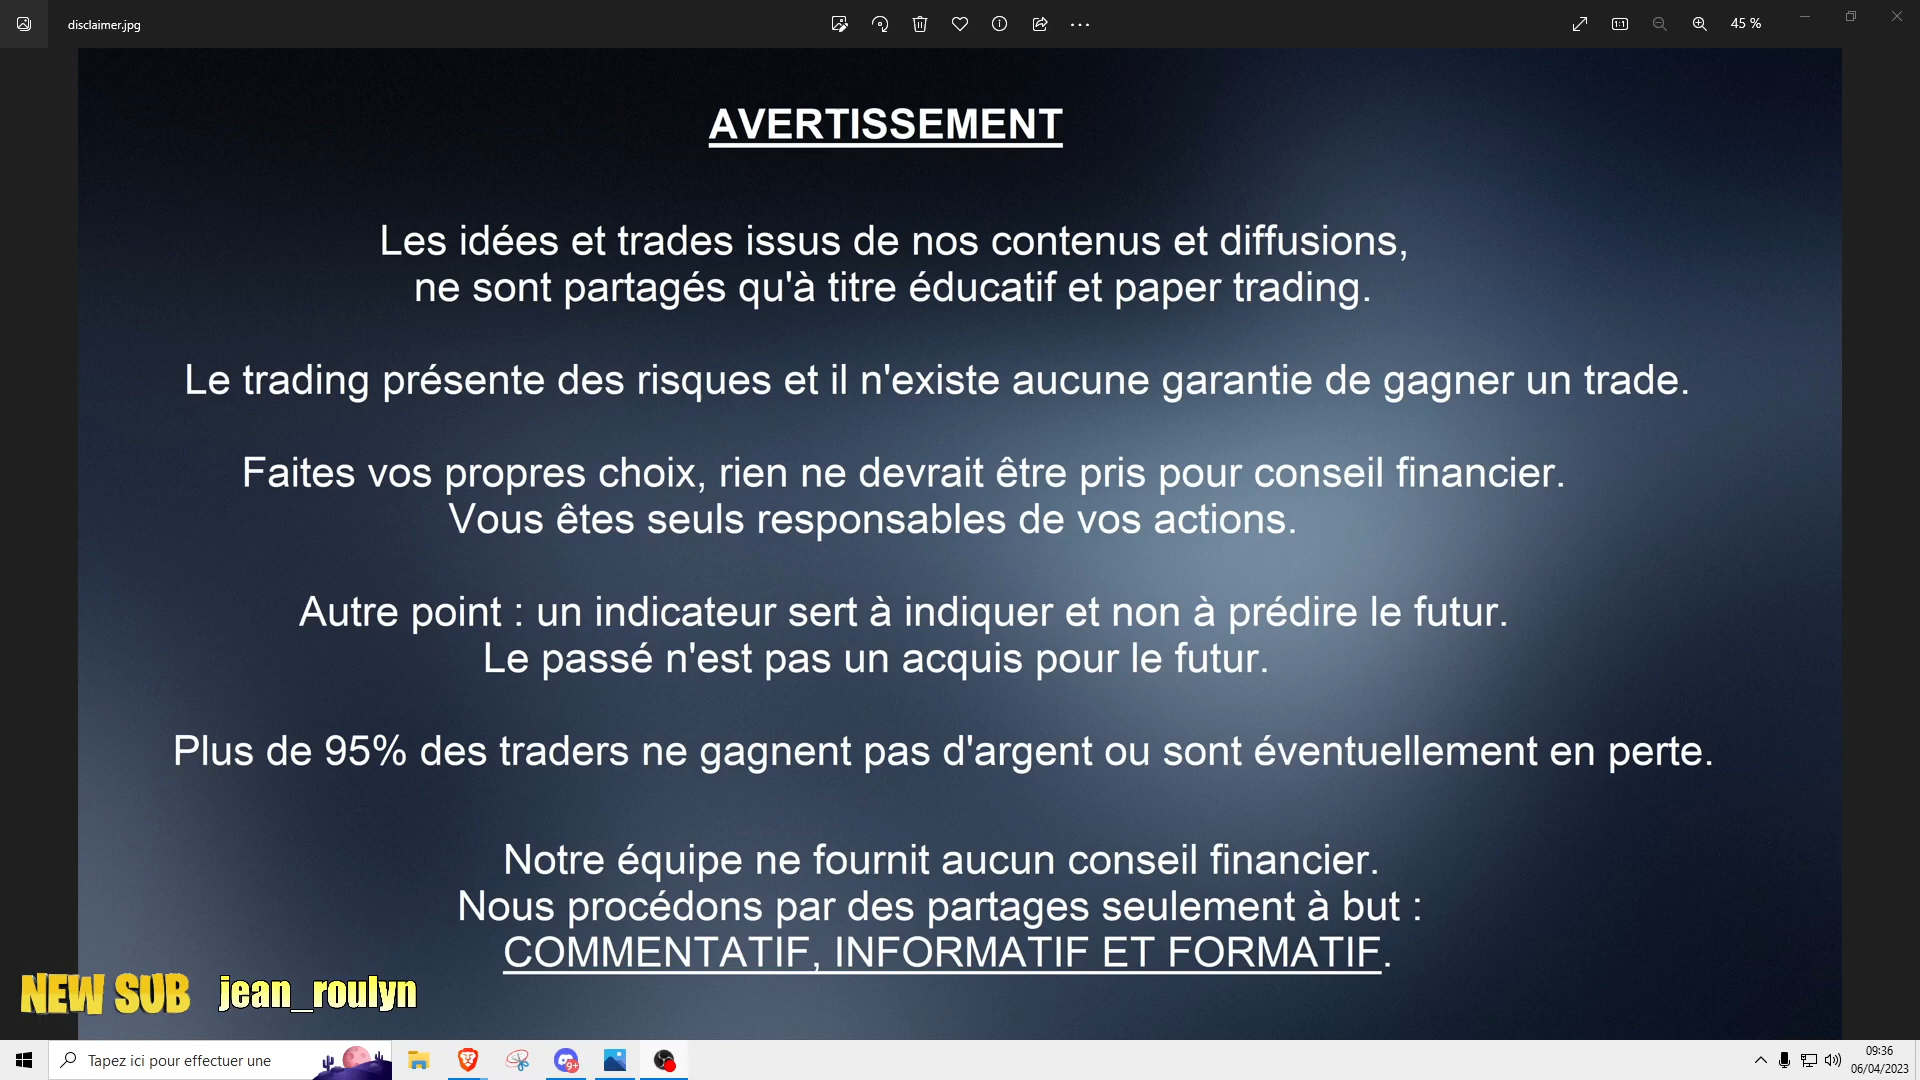 disclaimer.jpg
45 %
AVERTISSEMENT
Les idées et trades issus de nos contenus et diffusions,
ne sont partagés qu'à titre éducatif et paper trading.
Le trading présente des risques et il n'existe aucune garantie de gagner un trade.
Faites vos propres choix, rien ne devrait être pris pour conseil financier.
Vous êtes seuls responsables de vos actions.
Autre point : un indicateur sert à indiquer et non à prédire le futur.
Le passé n'est pas un acquis pour le futur.
Plus de 95% des traders ne gagnent pas d'argent ou sont éventuellement en perte.
Notre équipe ne fournit aucun conseil financier.
Nous procédons par des partages seulement à but :
COMMENTATIF, INFORMATIF ET FORMATIF.
NEW SUB jean_roulyn
Tapez ici pour effectuer une
9+
09:36
06/04/2023